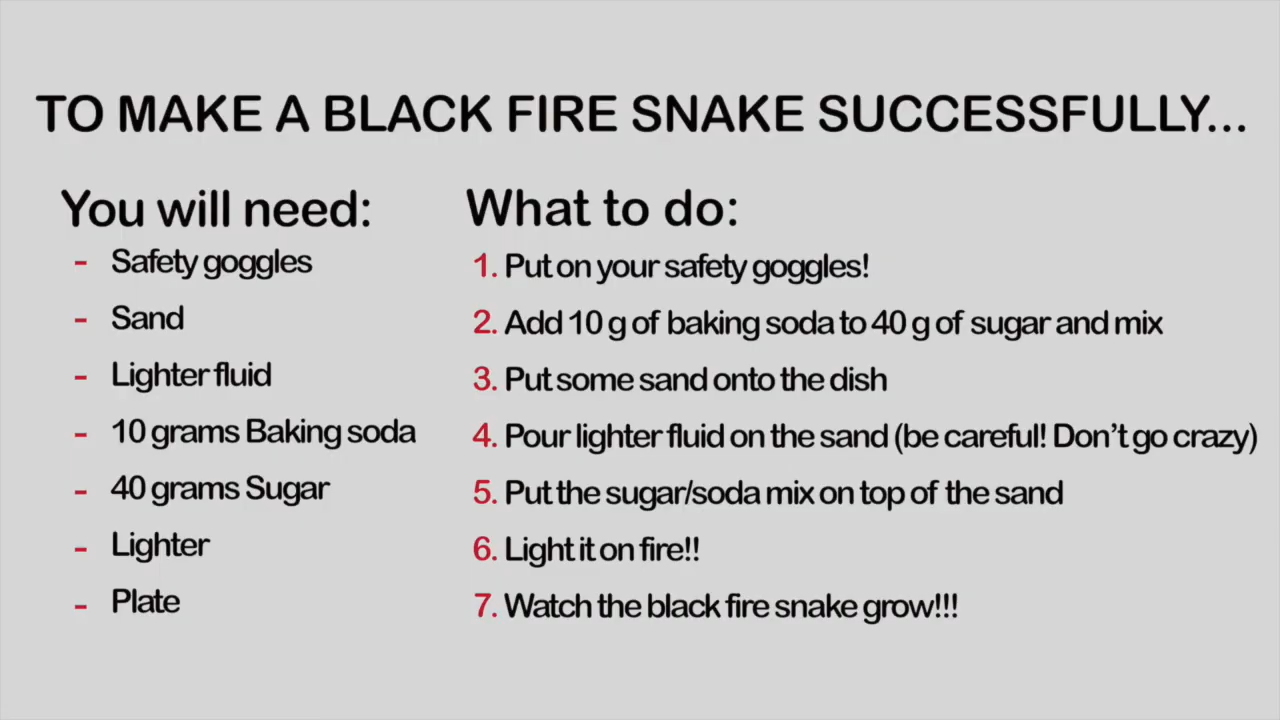 TO MAKE A BLACK FIRE SNAKE SUCCESSFULLY...
You will need:
- Safety goggles
- Sand
- Lighter fluid
- 10 grams Baking soda
- 40 grams Sugar
- Lighter
- Plate
What to do:
1. Put on your safety goggles!
2. Add 10 g of baking soda to 40 g of sugar and mix
3. Put some sand onto the dish
4. Pour lighter fluid on the sand (be careful! Don't go crazy)
5. Put the sugar/soda mix on top of the sand
6. Light it on fire!!
7. Watch the black fire snake grow!!!